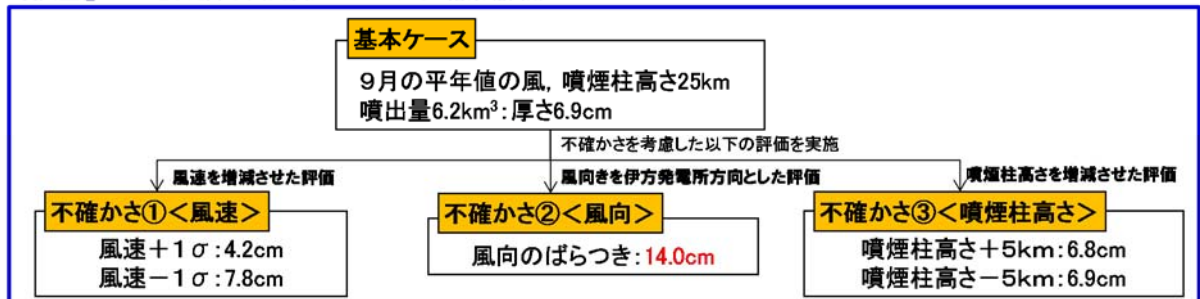 基本ケース
９月の平年値の風，噴煙柱高さ25km
噴出量6.2km³：厚さ6.9cm
不確かさを考慮した以下の評価を実施
風速を増減させた評価
風向きを伊方発電所方向とした評価
噴煙柱高さを増減させた評価
不確かさ①＜風速＞
風速＋１σ：4.2cm
風速－１σ：7.8cm
不確かさ②＜風向＞
風向のばらつき：14.0cm
不確かさ③＜噴煙柱高さ＞
噴煙柱高さ＋5km：6.8cm
噴煙柱高さ－5km：6.9cm